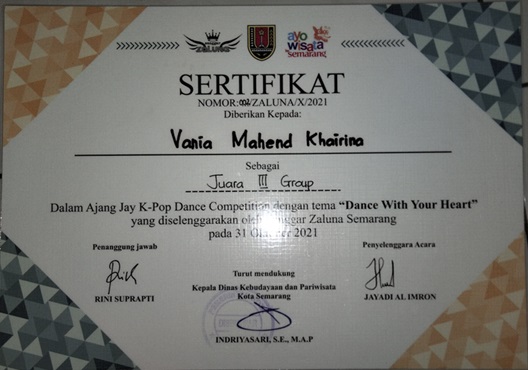 ZALUNA
ayo
wisata
semarang
SERTIFIKAT
NOMOR: /ZALUNA/X/2021
Diberikan Kepada:
Vania Mahend Khairina
Sebagai
Juara III Group
Dalam Ajang Jay K-Pop Dance Competition dengan tema “Dance With Your Heart”
yang diselenggarakan oleh Sanggar Zaluna Semarang
pada 31 Oktober 2021
Penanggung jawab
Penyelenggara Acara
Turut mendukung
Kepala Dinas Kebudayaan dan Pariwisata
Kota Semarang
RINI SUPRAPTI
JAYADI AL IMRON
INDRIYASARI, S.E., M.A.P